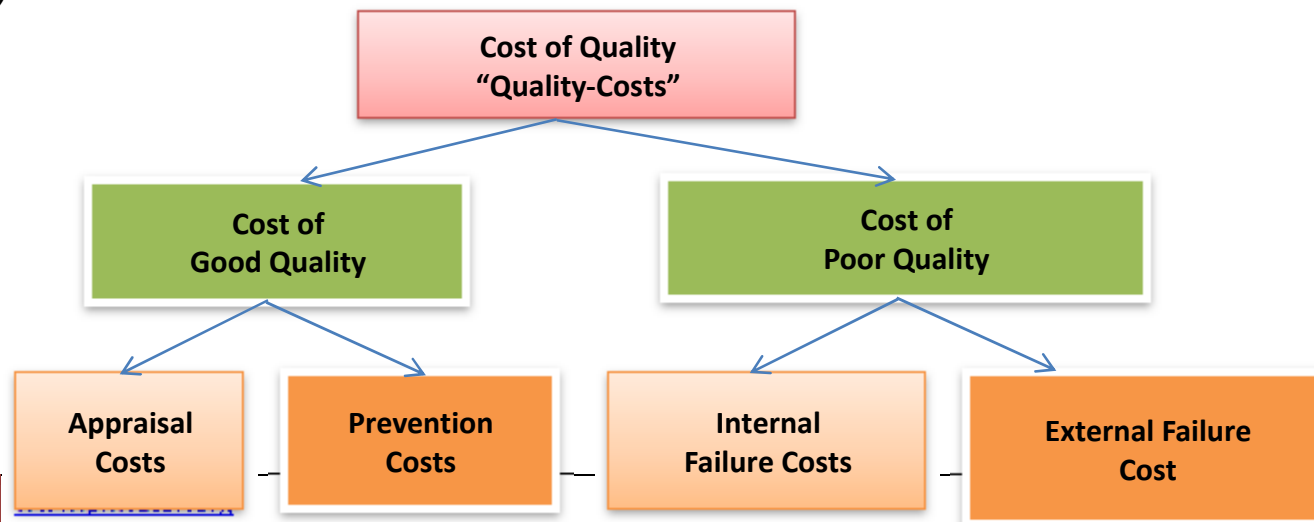 Cost of Quality
“Quality-Costs”
Cost of
Good Quality
Cost of
Poor Quality
Appraisal
Costs
Prevention
Costs
Internal
Failure Costs
External Failure
Cost